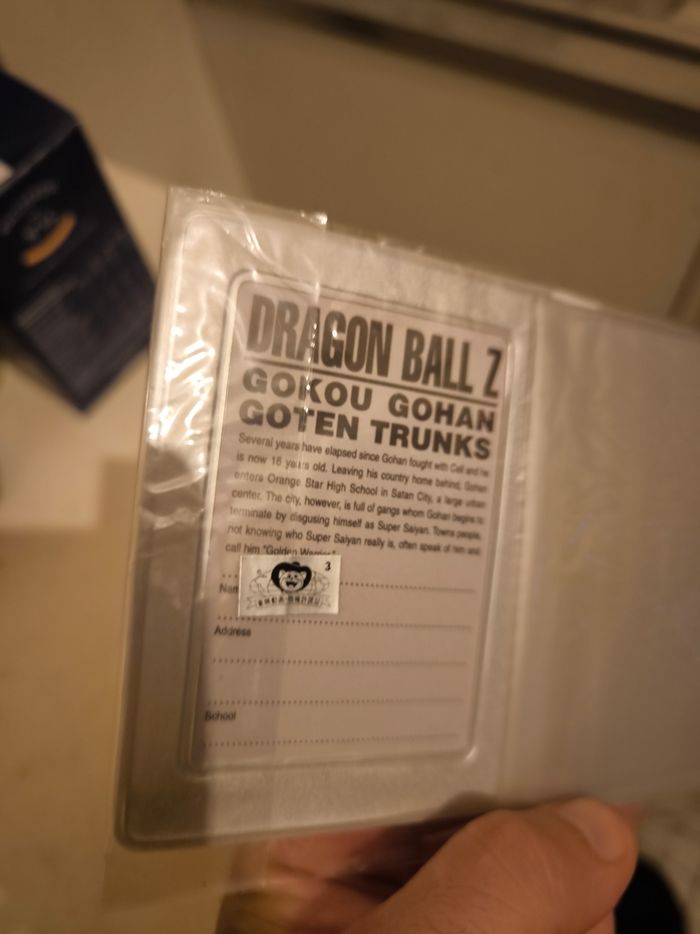 DRAGON BALL Z
GOKOU GOHAN
GOTEN TRUNKS
Several years have elapsed since Gohan fought with Cell and he
is now 16 years old. Leaving his country home behind, Gohan
enters Orange Star High School in Satan City, a large urban
center. The city, however, is full of gangs whom Gohan begins to
terminate by disgusing himself as Super Saiyan. Towns people,
not knowing who Super Saiyan really is, often speak of him and
call him "Golden Warrior"
3
Nam
Address
School